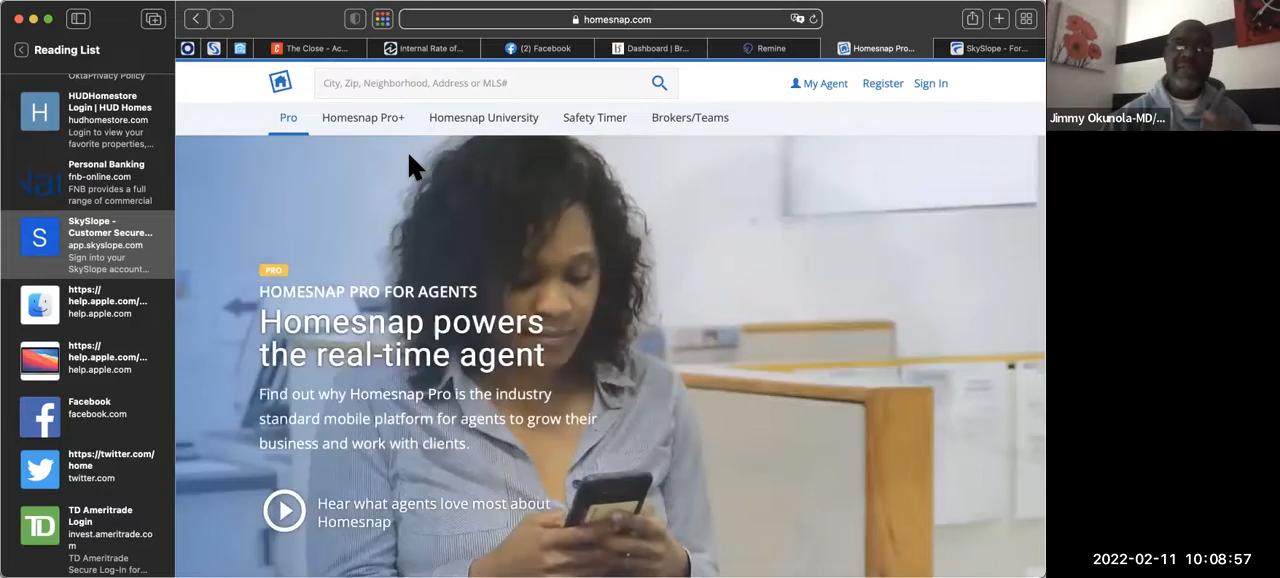 homesnap.com
Reading List
The Close - Ac...
Internal Rate of...
(2) Facebook
Dashboard | Br...
Remine
Homesnap Pro...
SkySlope - For...
OktaPrivacy Policy
H
HUDHomestore
Login | HUD Homes
hudhomestore.com
Login to view your
favorite properties,...
Personal Banking
fnb-online.com
FNB provides a full
range of commercial
S
SkySlope -
Customer Secure...
app.skyslope.com
Sign into your
SkySlope account...
https://
help.apple.com/...
help.apple.com
https://
help.apple.com/...
help.apple.com
Facebook
facebook.com
https://twitter.com/
home
twitter.com
TD
TD Ameritrade
Login
invest.ameritrade.co
m
TD Ameritrade
Secure Log-In for...
City, Zip, Neighborhood, Address or MLS#
My Agent
Register
Sign In
Pro
Homesnap Pro+
Homesnap University
Safety Timer
Brokers/Teams
PRO
HOMESNAP PRO FOR AGENTS
Homesnap powers
the real-time agent
Find out why Homesnap Pro is the industry
standard mobile platform for agents to grow their
business and work with clients.
Hear what agents love most about
Homesnap
Jimmy Okunola-MD/...
2022-02-11 10:08:57